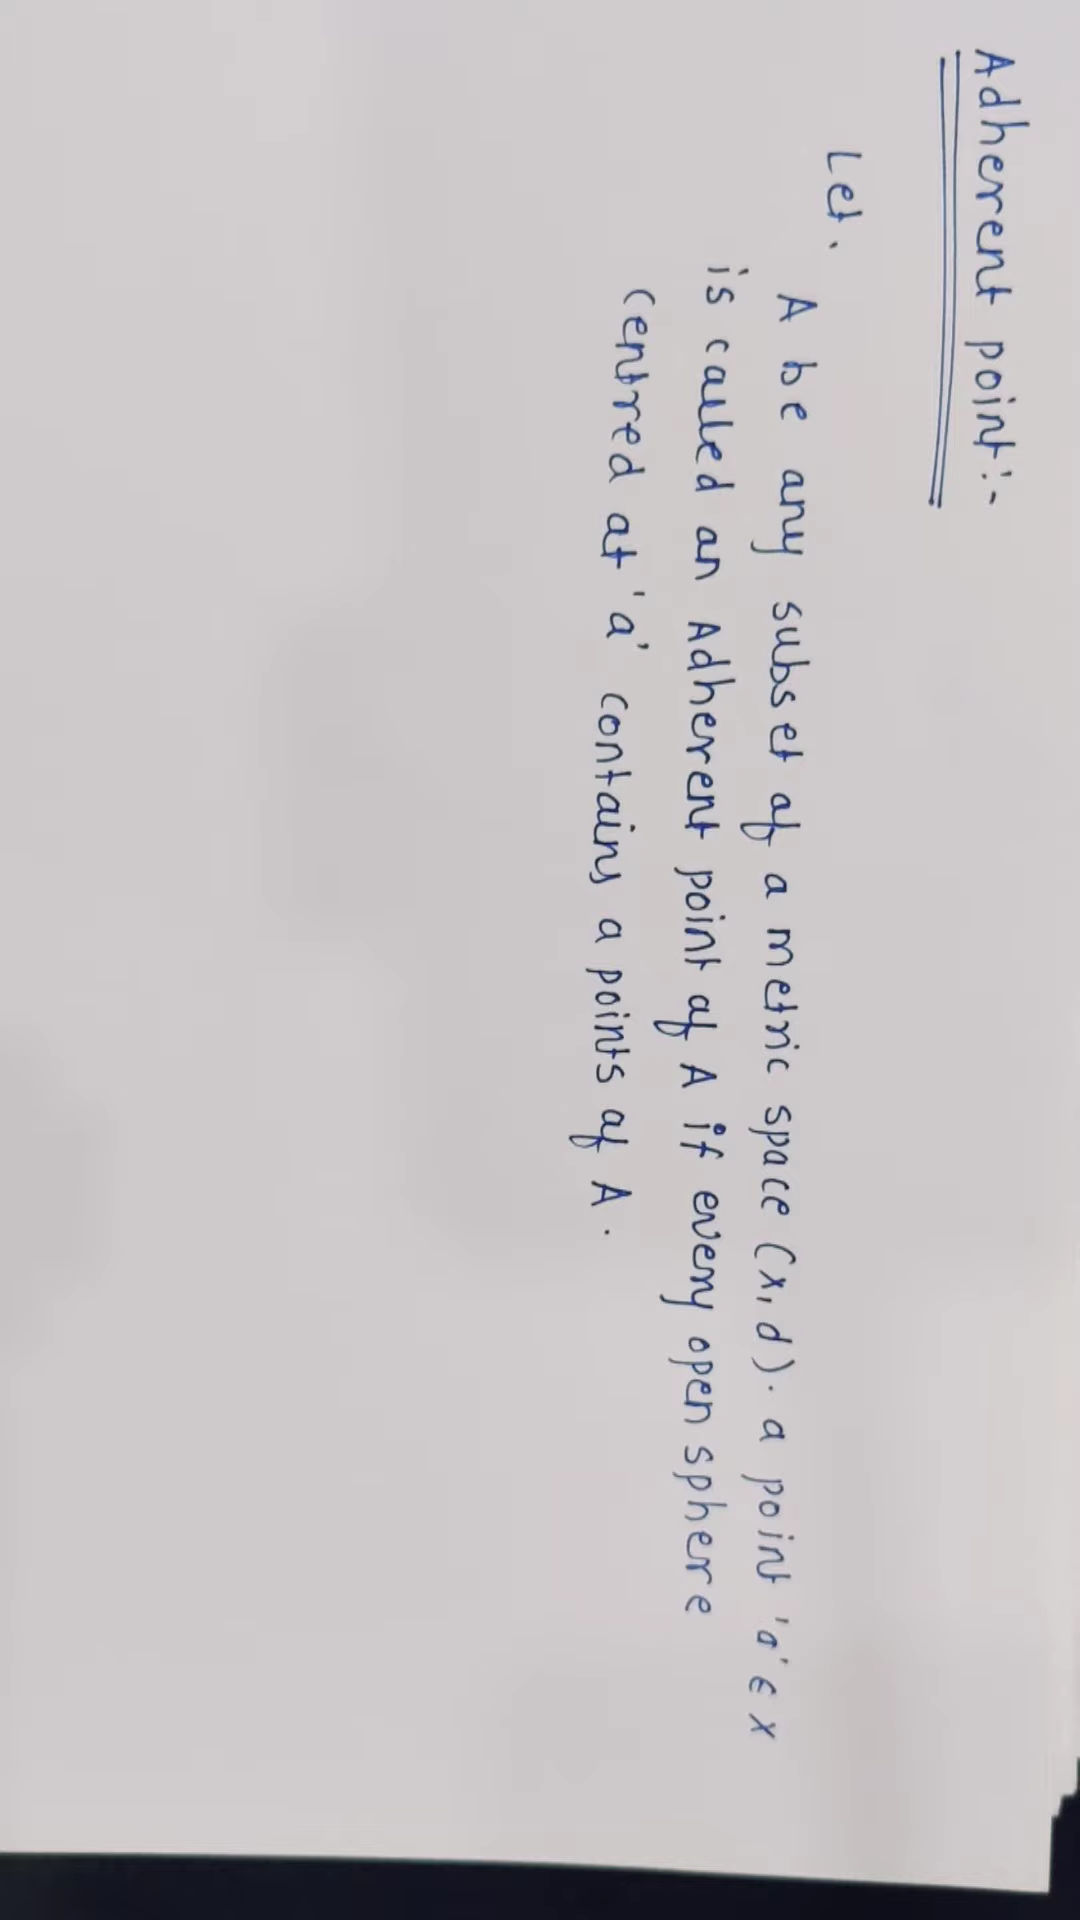 Adherent point:-
Let.
A be any subset of a metric space (x, d). a point 'a' ∈ x
is called an Adherent point of A if every open sphere
centred at 'a' contains a points of A.